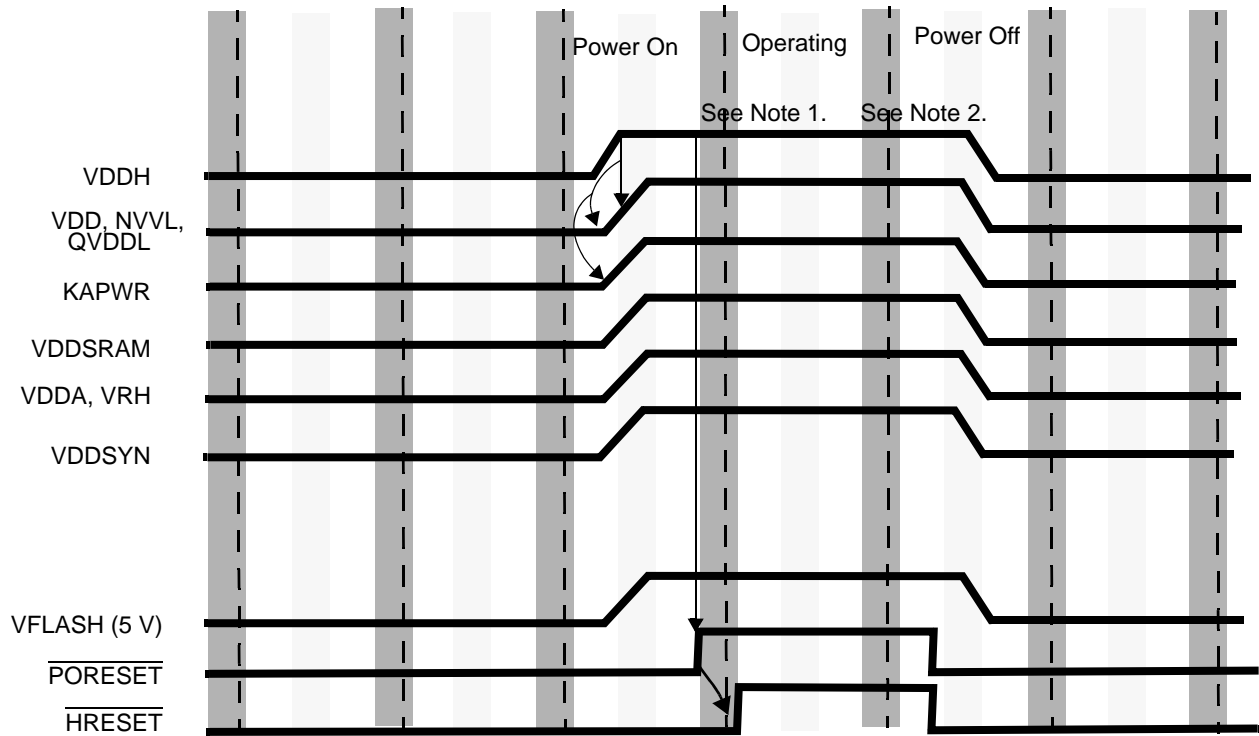 Power On
Operating
Power Off
See Note 1.
See Note 2.
VDDH
VDD, NVVL,
QVDDL
KAPWR
VDDSRAM
VDDA, VRH
VDDSYN
VFLASH (5 V)
PORESET
HRESET